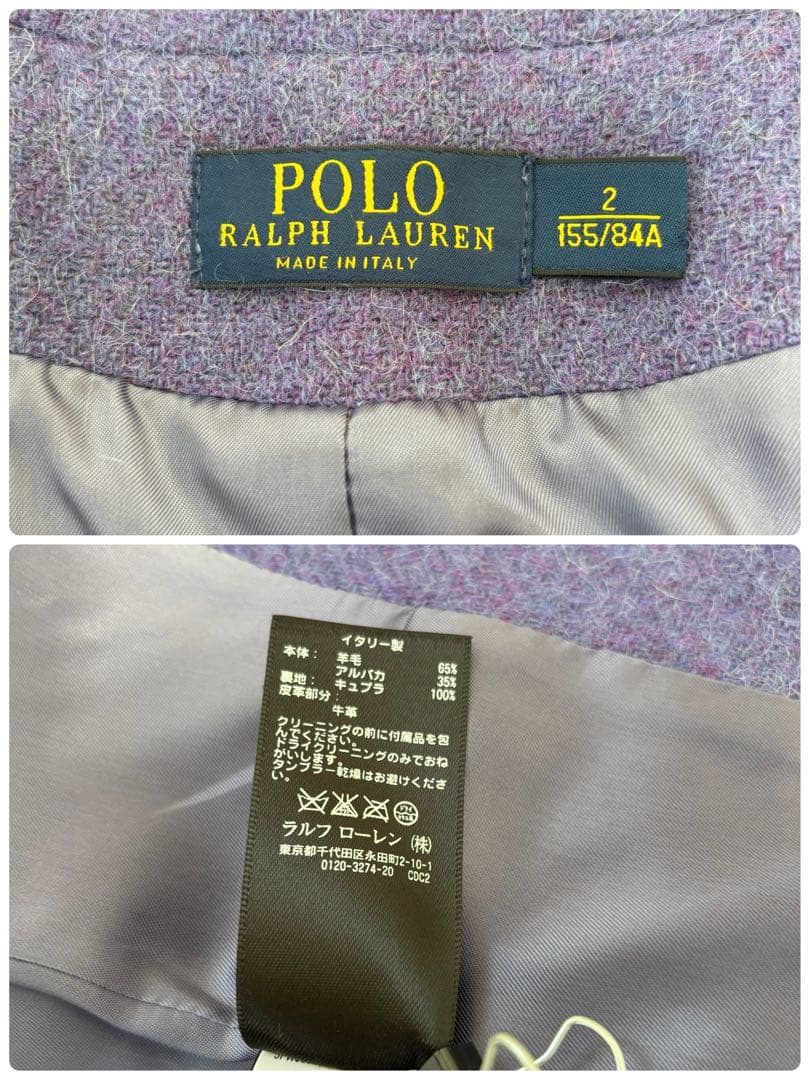 POLO
RALPH LAUREN
MADE IN ITALY
2
155/84A
イタリー製
本体： 羊毛 65%
アルパカ 35%
裏地： キュプラ 100%
皮革部分：
牛革
クリーニングの前に付属品を包
んでください。
ドライクリーニングのみでおね
がいします。
タンブラー乾燥はお避けくださ
い。
ラルフ ローレン (株)
東京都千代田区永田町2-10-1
0120-3274-20 CDC2